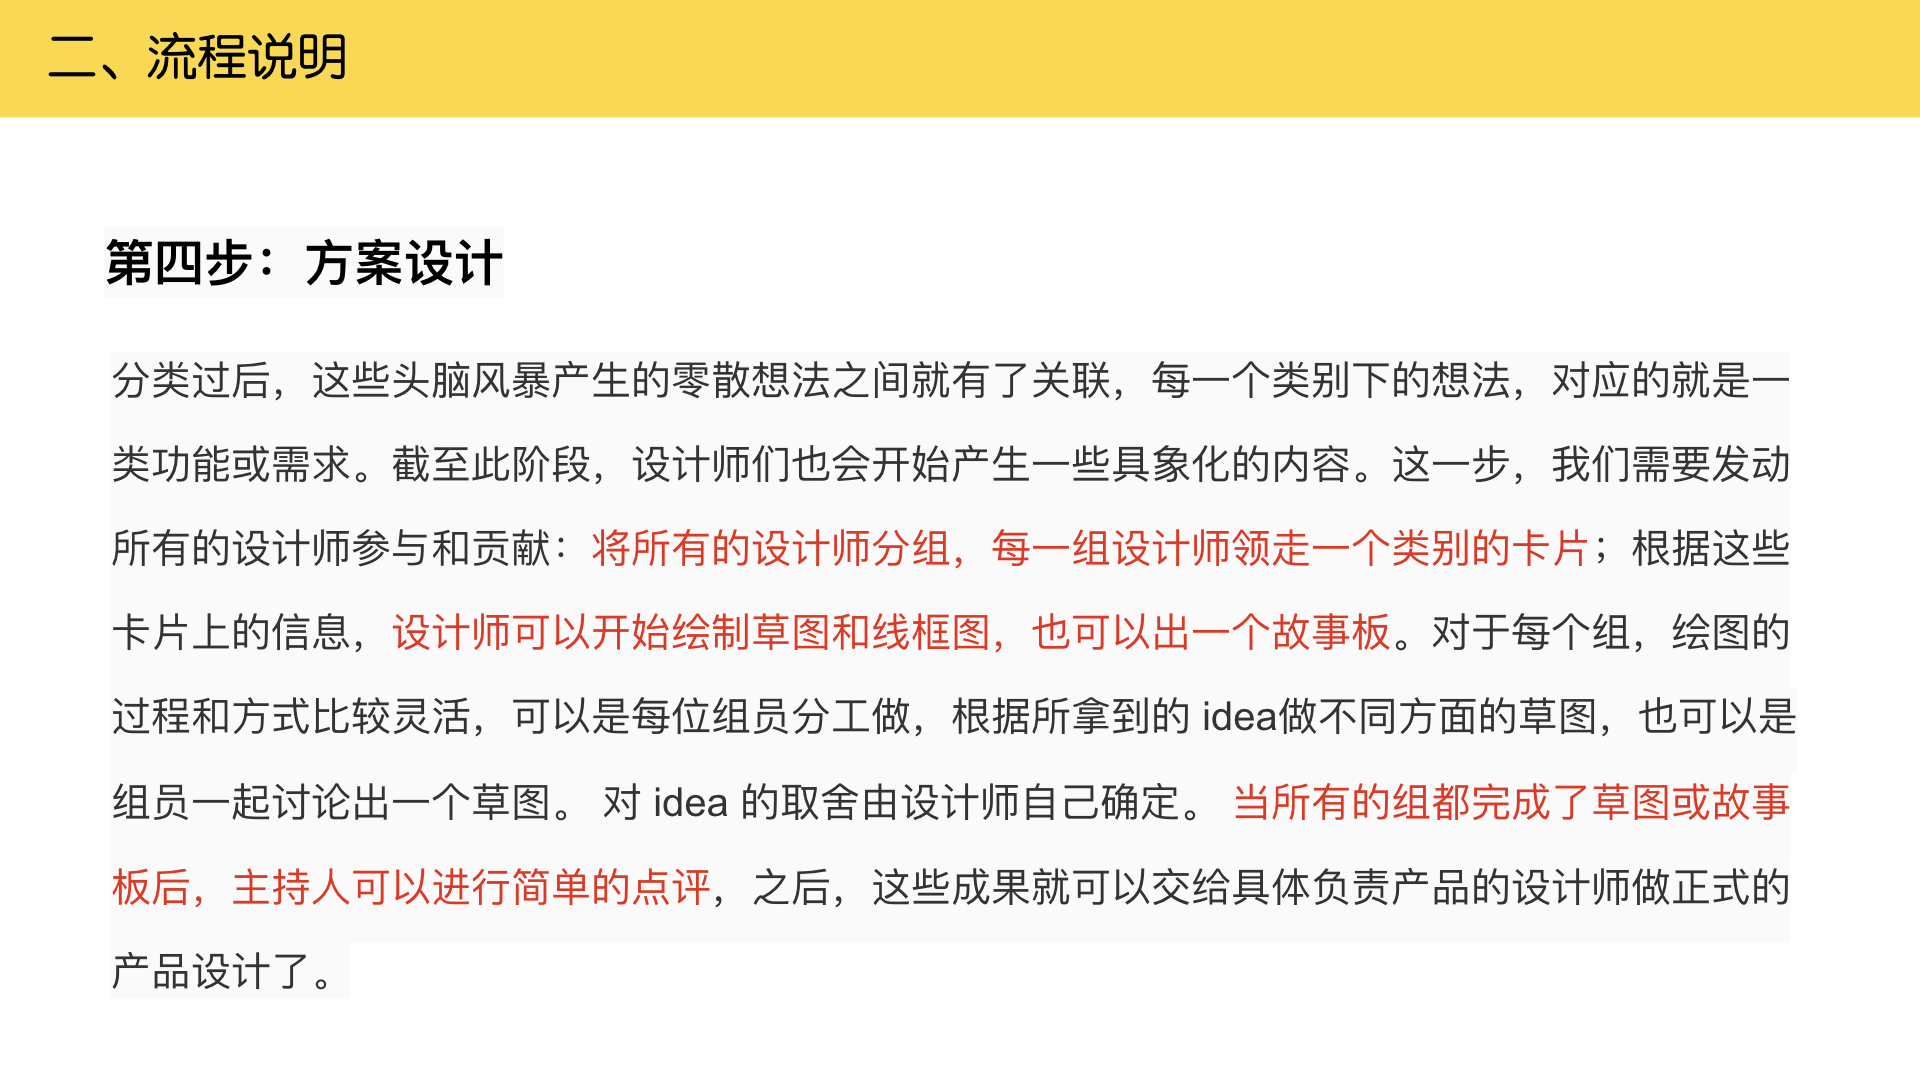 二、流程说明
第四步：方案设计
分类过后，这些头脑风暴产生的零散想法之间就有了关联，每一个类别下的想法，对应的就是一
类功能或需求。截至此阶段，设计师们也会开始产生一些具象化的内容。这一步，我们需要发动
所有的设计师参与和贡献：将所有的设计师分组，每一组设计师领走一个类别的卡片；根据这些
卡片上的信息，设计师可以开始绘制草图和线框图，也可以出一个故事板。对于每个组，绘图的
过程和方式比较灵活，可以是每位组员分工做，根据所拿到的 idea做不同方面的草图，也可以是
组员一起讨论出一个草图。 对 idea 的取舍由设计师自己确定。 当所有的组都完成了草图或故事
板后，主持人可以进行简单的点评，之后，这些成果就可以交给具体负责产品的设计师做正式的
产品设计了。